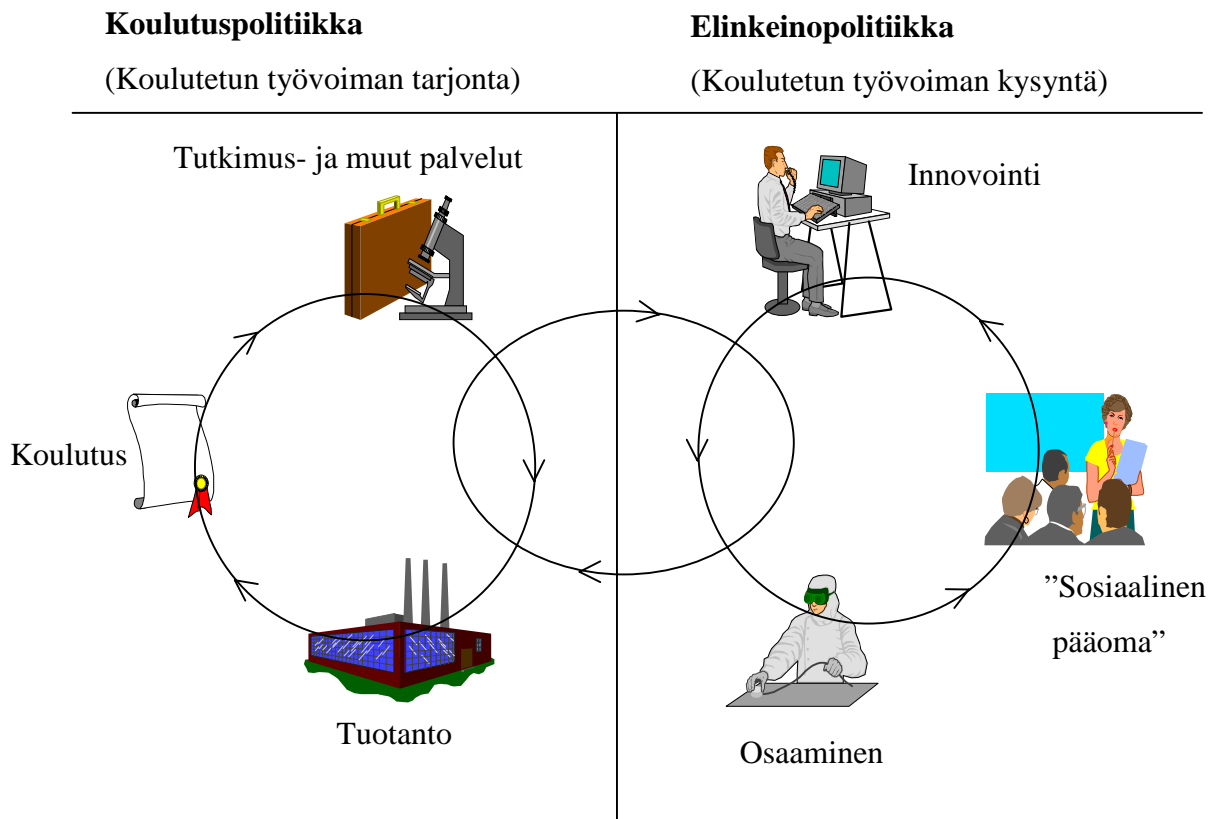 Koulutuspolitiikka
(Koulutetun työvoiman tarjonta)
Elinkeinopolitiikka
(Koulutetun työvoiman kysyntä)
Tutkimus- ja muut palvelut
Innovointi
Koulutus
”Sosiaalinen
pääoma”
Tuotanto
Osaaminen